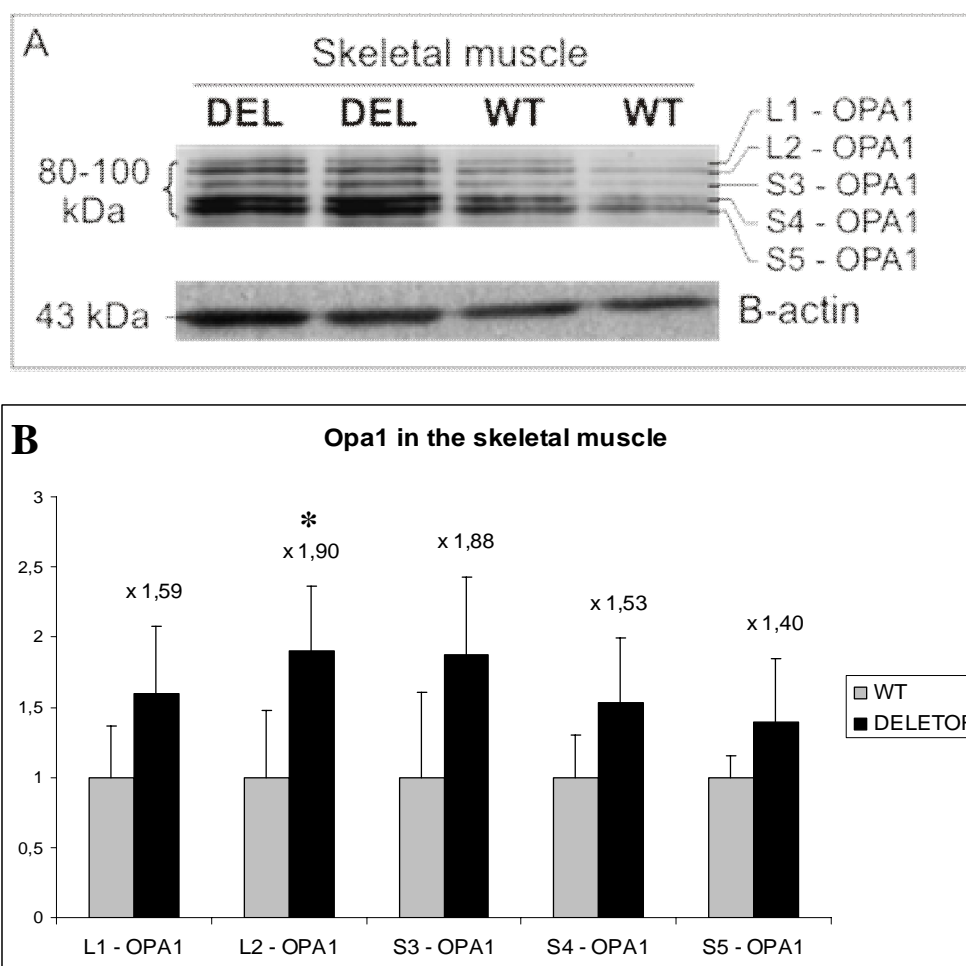 A
Skeletal muscle
DEL DEL WT WT
80-100
kDa
L1 - OPA1
L2 - OPA1
S3 - OPA1
S4 - OPA1
S5 - OPA1
43 kDa
B-actin
B
Opa1 in the skeletal muscle
3
2,5
2
1,5
1
0,5
0
x 1,59
*
x 1,90
x 1,88
x 1,53
x 1,40
WT
DELETOR
L1 - OPA1 L2 - OPA1 S3 - OPA1 S4 - OPA1 S5 - OPA1